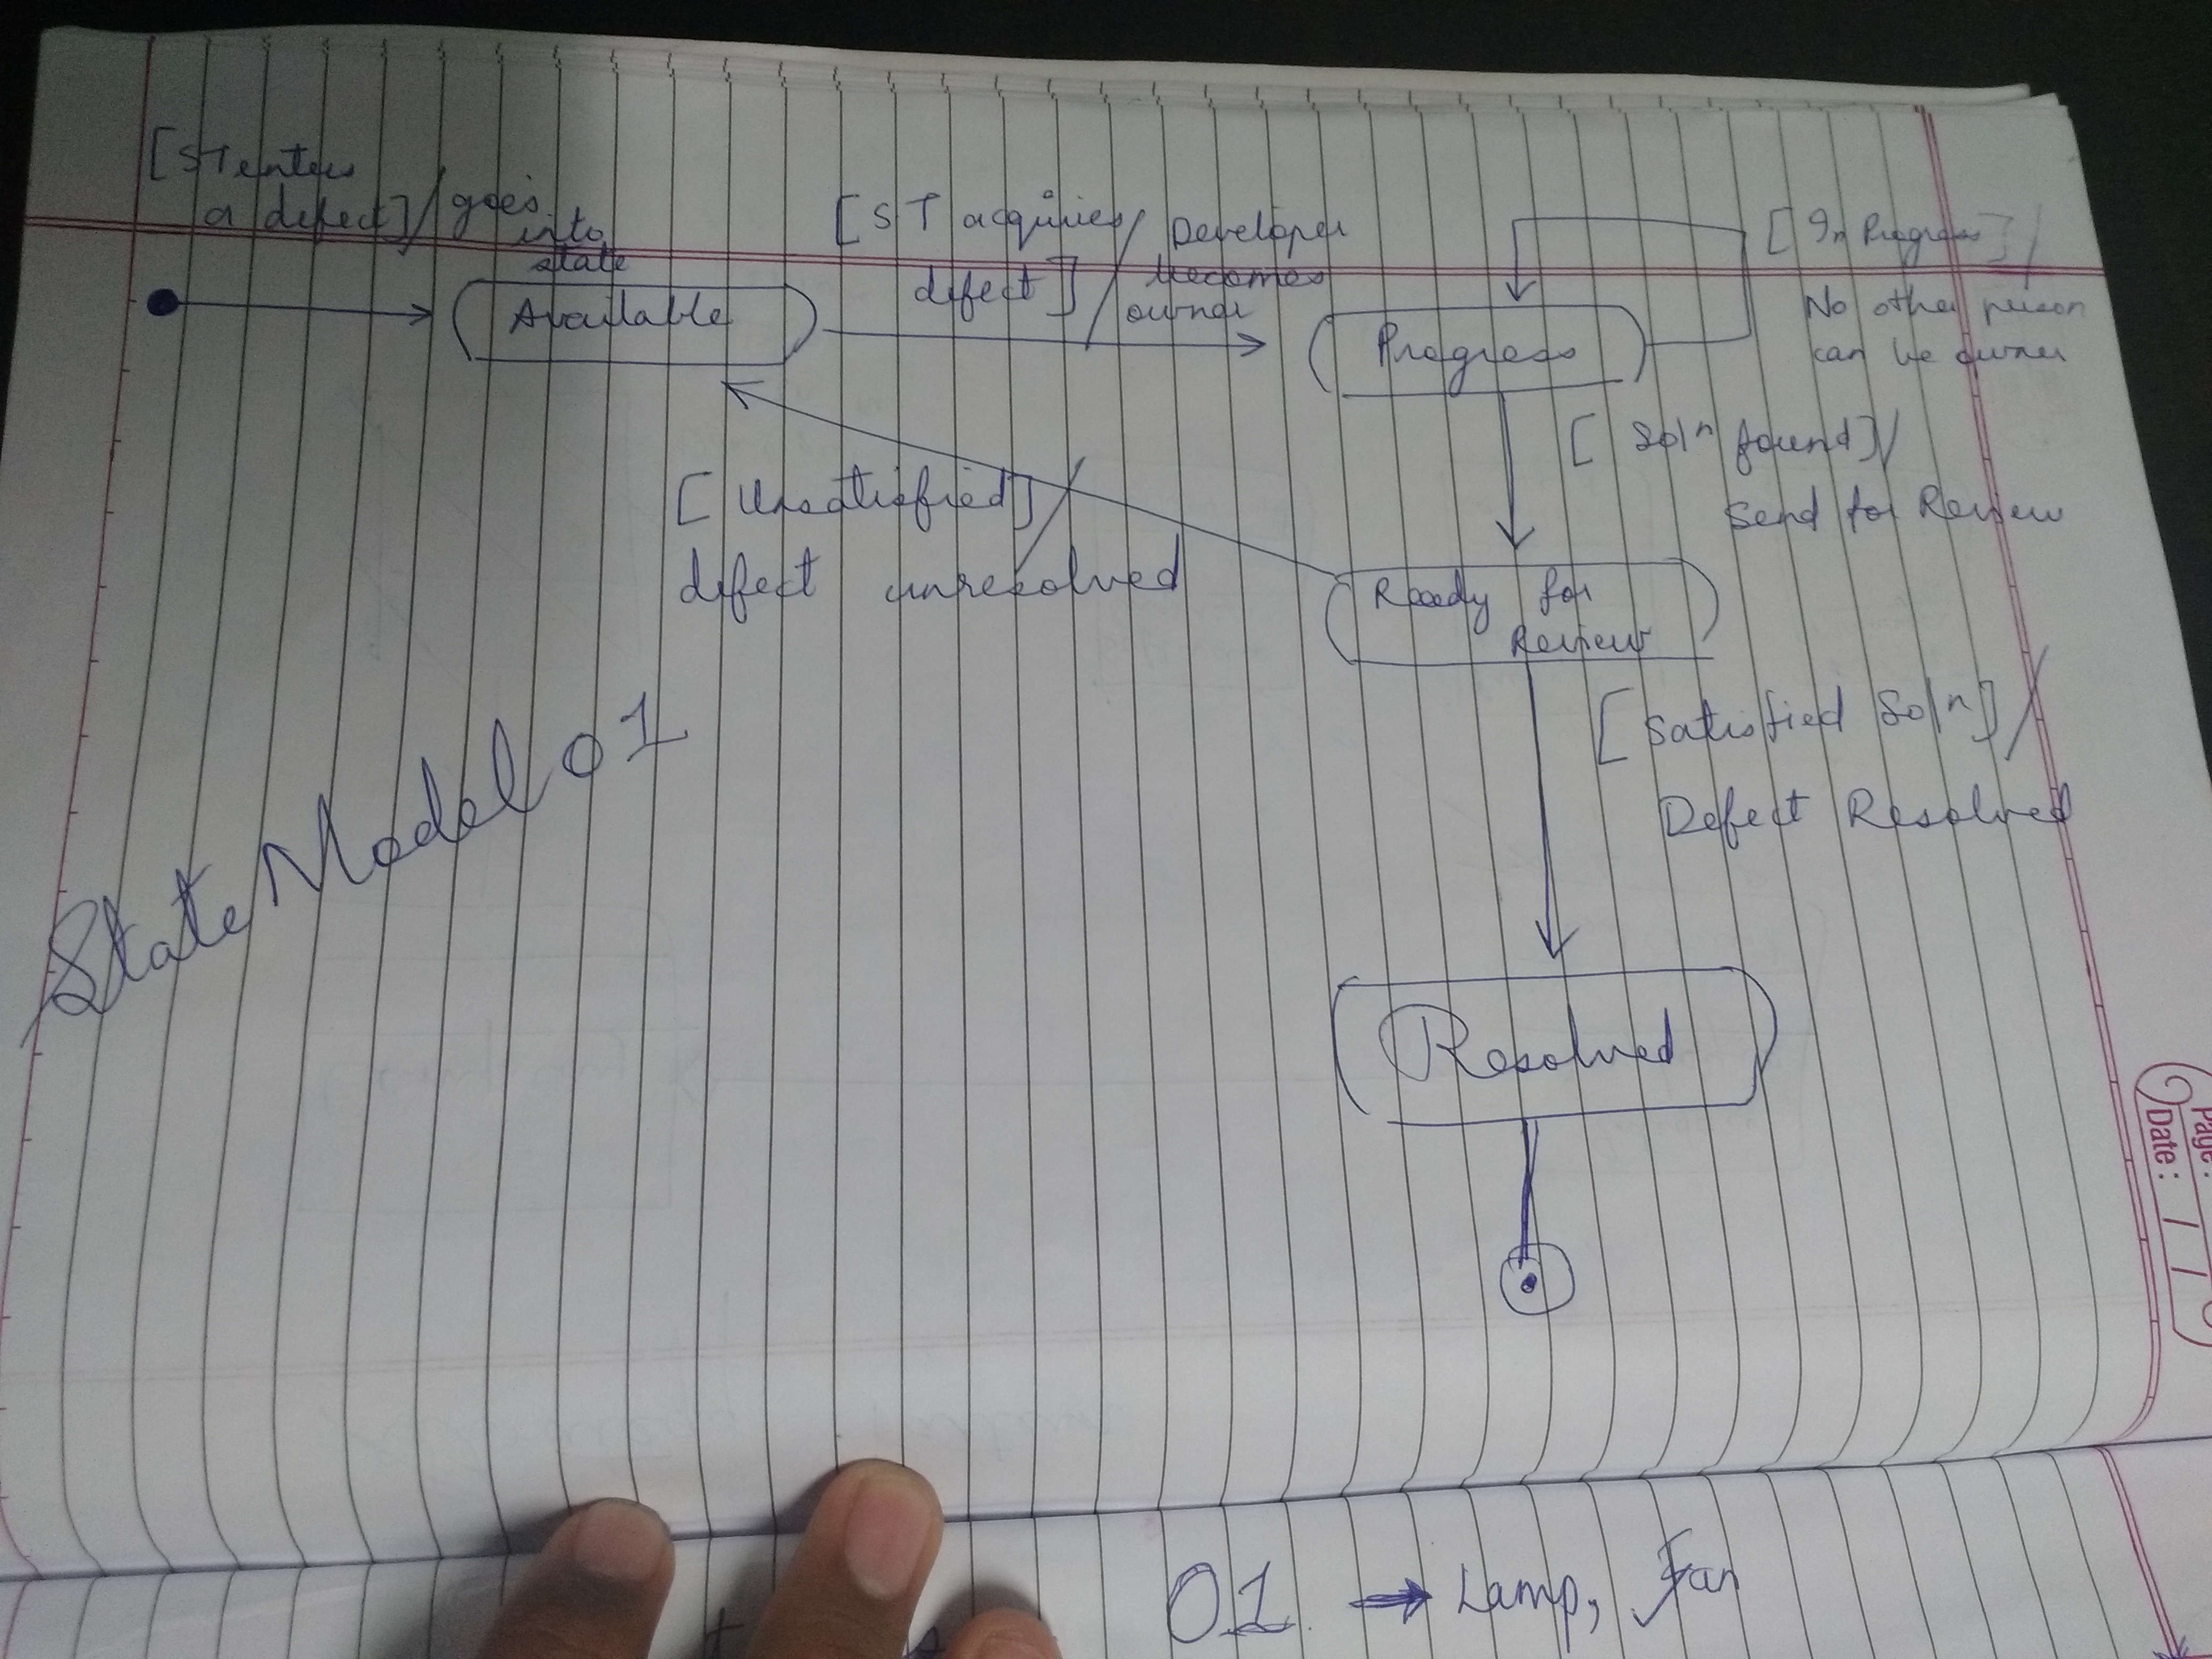 [ST enters
a defect] / goes
into
state
Available
[ST acquires
defect] / Developer
becomes
owner
Progress
[In Progress] /
No other person
can be owner
[Solⁿ found] /
Send for Review
[Unsatisfied] /
defect unresolved
Ready for
Review
[Satisfied Solⁿ] /
Defect Resolved
State Model 01
Resolved
Page:
Date: / /
01 → Lamp, Fan